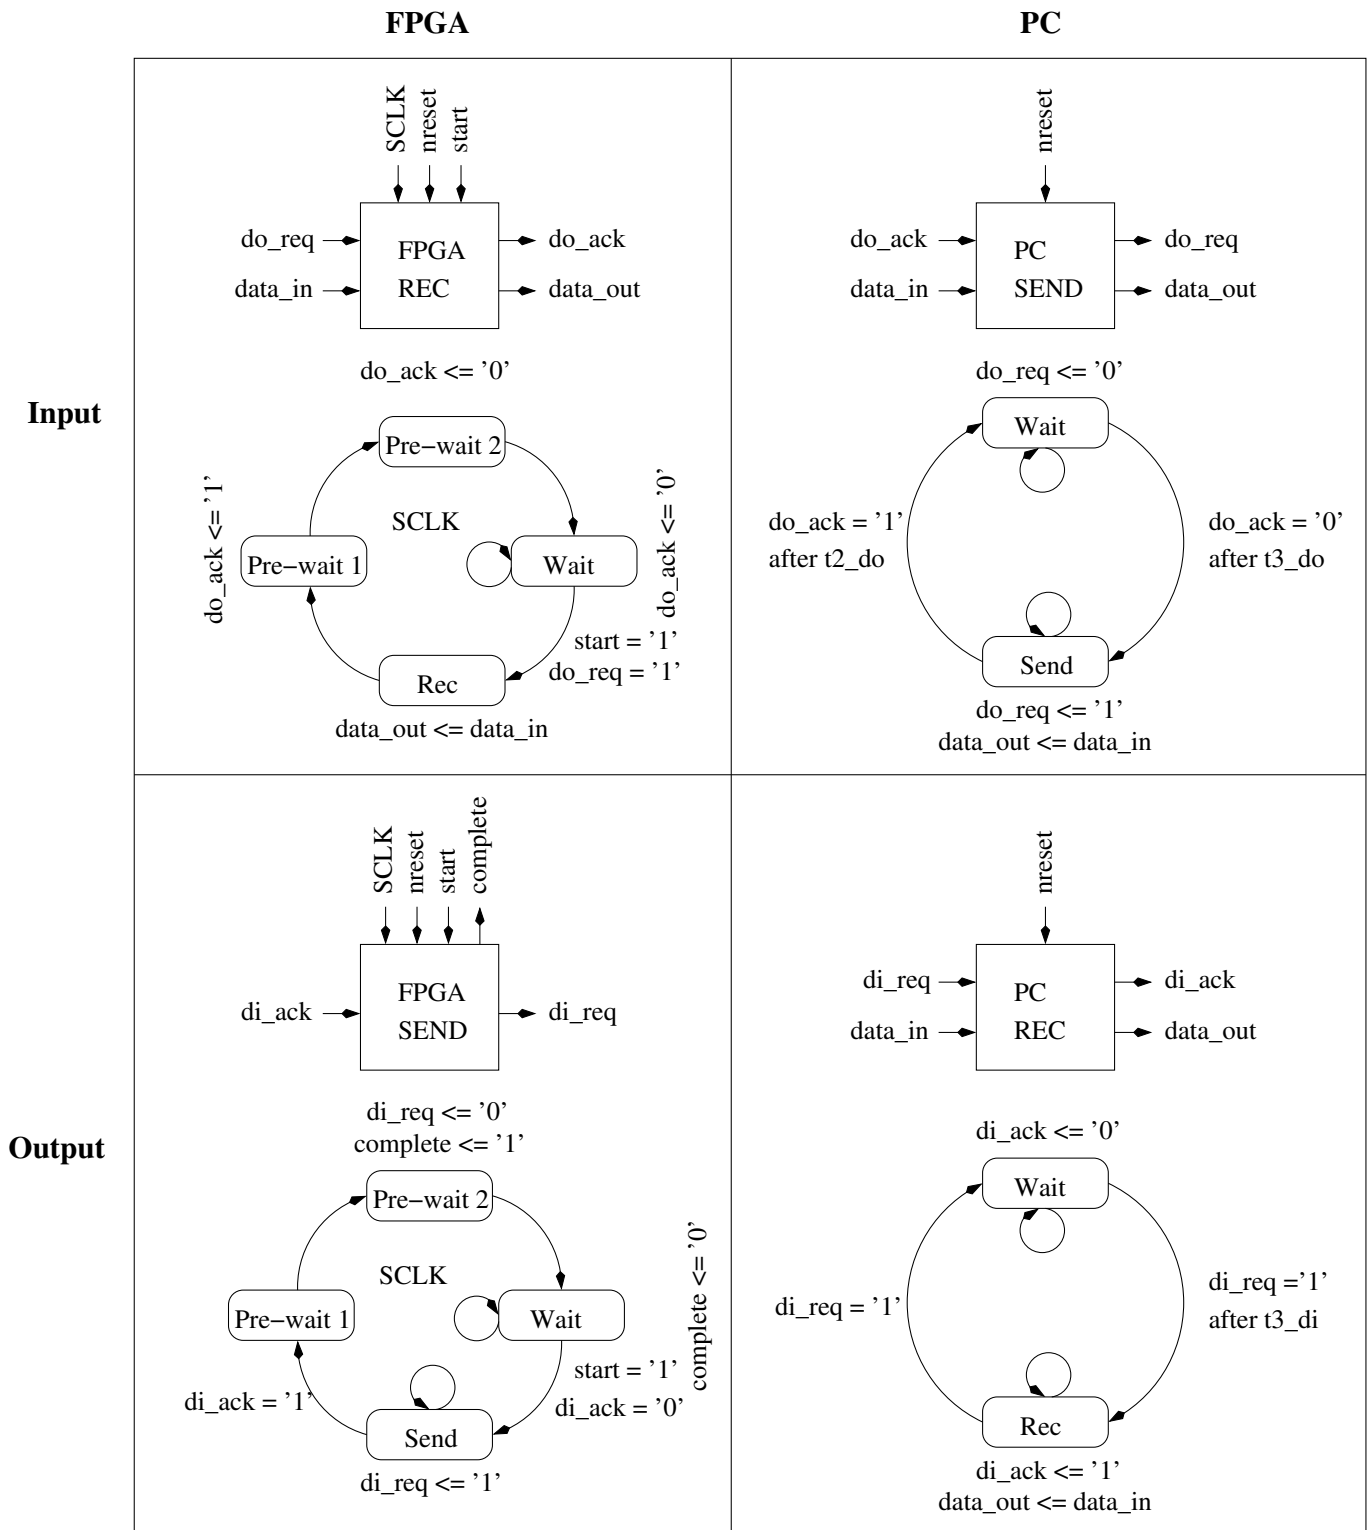 FPGA
PC
Input
SCLK
nreset
start
do_req
data_in
FPGA
REC
do_ack
data_out
do_ack <= '0'
Pre-wait 2
do_ack <= '1'
SCLK
do_ack <= '0'
Pre-wait 1
Wait
start = '1'
do_req = '1'
Rec
data_out <= data_in
nreset
do_ack
data_in
PC
SEND
do_req
data_out
do_req <= '0'
Wait
do_ack = '1'
after t2_do
do_ack = '0'
after t3_do
Send
do_req <= '1'
data_out <= data_in
Output
SCLK
nreset
start
complete
di_ack
FPGA
SEND
di_req
di_req <= '0'
complete <= '1'
Pre-wait 2
SCLK
complete <= '0'
Pre-wait 1
Wait
di_ack = '1'
start = '1'
di_ack = '0'
Send
di_req <= '1'
nreset
di_req
data_in
PC
REC
di_ack
data_out
di_ack <= '0'
Wait
di_req = '1'
di_req ='1'
after t3_di
Rec
di_ack <= '1'
data_out <= data_in